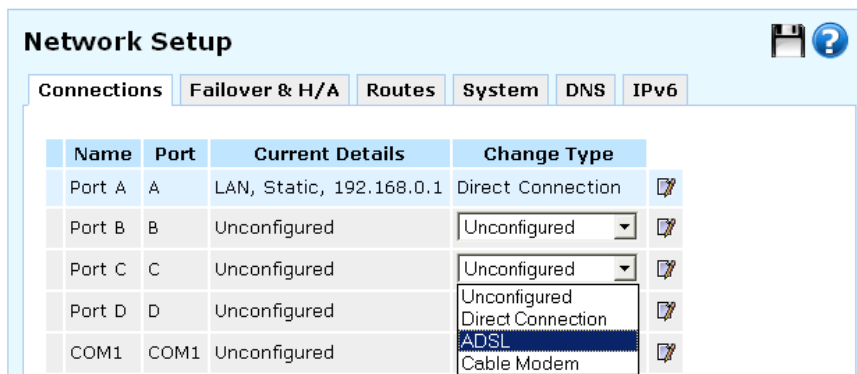 Network Setup
Connections Failover & H/A Routes System DNS IPv6
Name Port Current Details Change Type
Port A A LAN, Static, 192.168.0.1 Direct Connection
Port B B Unconfigured Unconfigured
Port C C Unconfigured Unconfigured
Unconfigured
Port D D Unconfigured Direct Connection
ADSL
COM1 COM1 Unconfigured Cable Modem